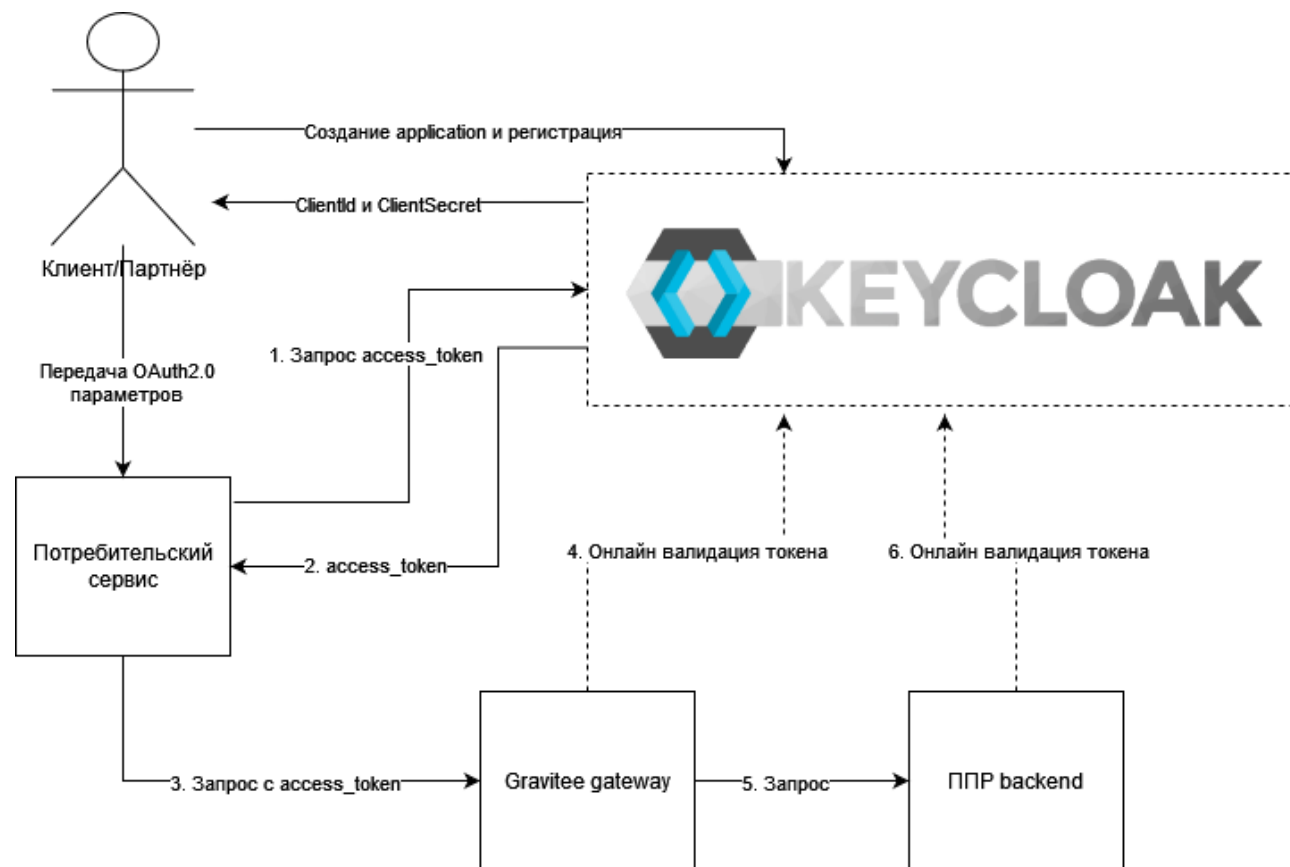 Создание application и регистрация
ClientId и ClientSecret
KEYCLOAK
Клиент/Партнёр
1. Запрос access_token
Передача OAuth2.0
параметров
Потребительский
сервис
2. access_token
4. Онлайн валидация токена
6. Онлайн валидация токена
3. Запрос с access_token
Gravitee gateway
5. Запрос
ППР backend